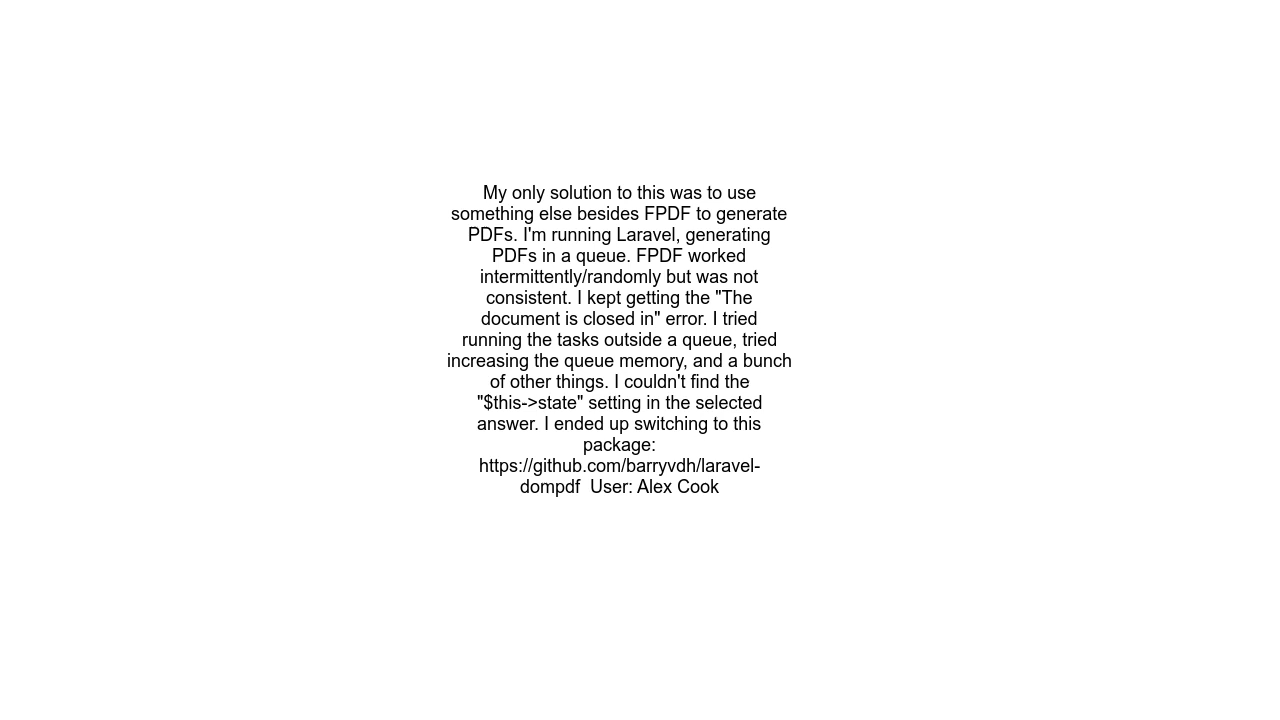 My only solution to this was to use
something else besides FPDF to generate
PDFs. I'm running Laravel, generating
PDFs in a queue. FPDF worked
intermittently/randomly but was not
consistent. I kept getting the "The
document is closed in" error. I tried
running the tasks outside a queue, tried
increasing the queue memory, and a bunch
of other things. I couldn't find the
"$this->state" setting in the selected
answer. I ended up switching to this
package:
https://github.com/barryvdh/laravel-
dompdf  User: Alex Cook